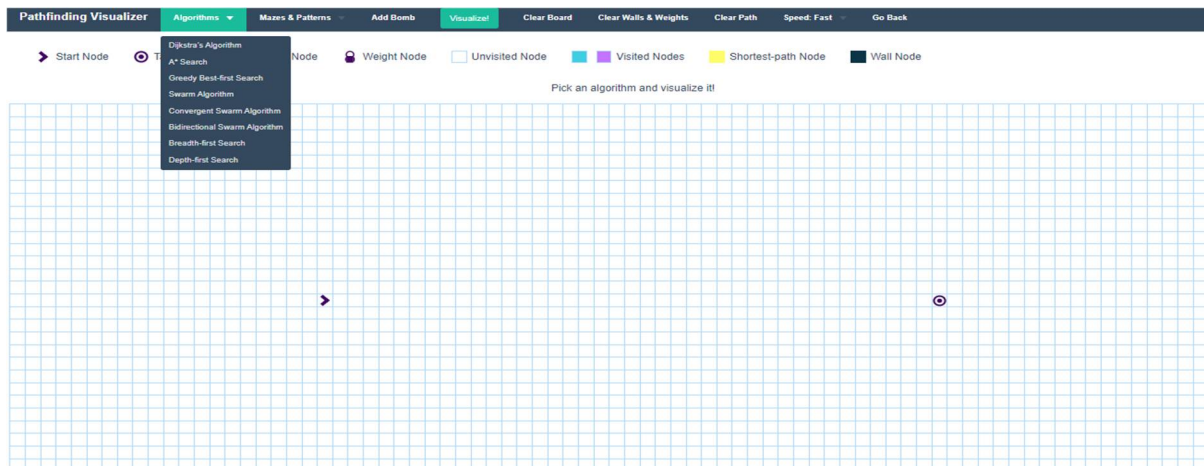 Pathfinding Visualizer Algorithms Mazes & Patterns Add Bomb Visualize! Clear Board Clear Walls & Weights Clear Path Speed: Fast Go Back
Start Node T Node Weight Node Unvisited Node Visited Nodes Shortest-path Node Wall Node
Dijkstra's Algorithm
A* Search
Greedy Best-first Search
Swarm Algorithm
Convergent Swarm Algorithm
Bidirectional Swarm Algorithm
Breadth-first Search
Depth-first Search
Pick an algorithm and visualize it!